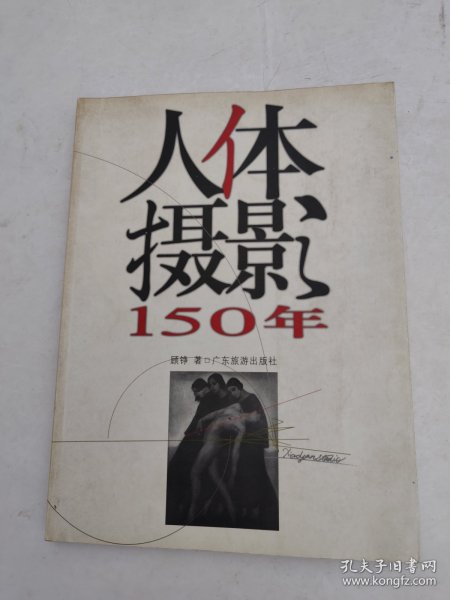 人体
摄影
150年
顾铮 著□广东旅游出版社
孔夫子旧书网
www.kongfz.com